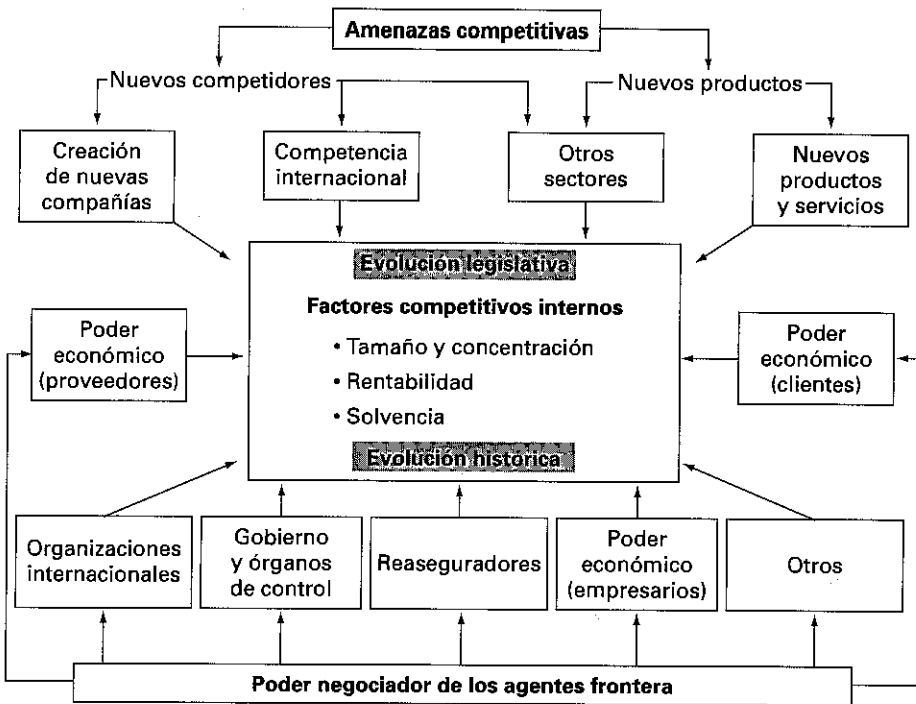 Amenazas competitivas
Nuevos competidores
Nuevos productos
Creación
de nuevas
compañías
Competencia
internacional
Otros
sectores
Nuevos
productos
y servicios
Evolución legislativa
Factores competitivos internos
• Tamaño y concentración
• Rentabilidad
• Solvencia
Evolución histórica
Poder
económico
(proveedores)
Poder
económico
(clientes)
Organizaciones
internacionales
Gobierno
y órganos
de control
Reaseguradores
Poder
económico
(empresarios)
Otros
Poder negociador de los agentes frontera